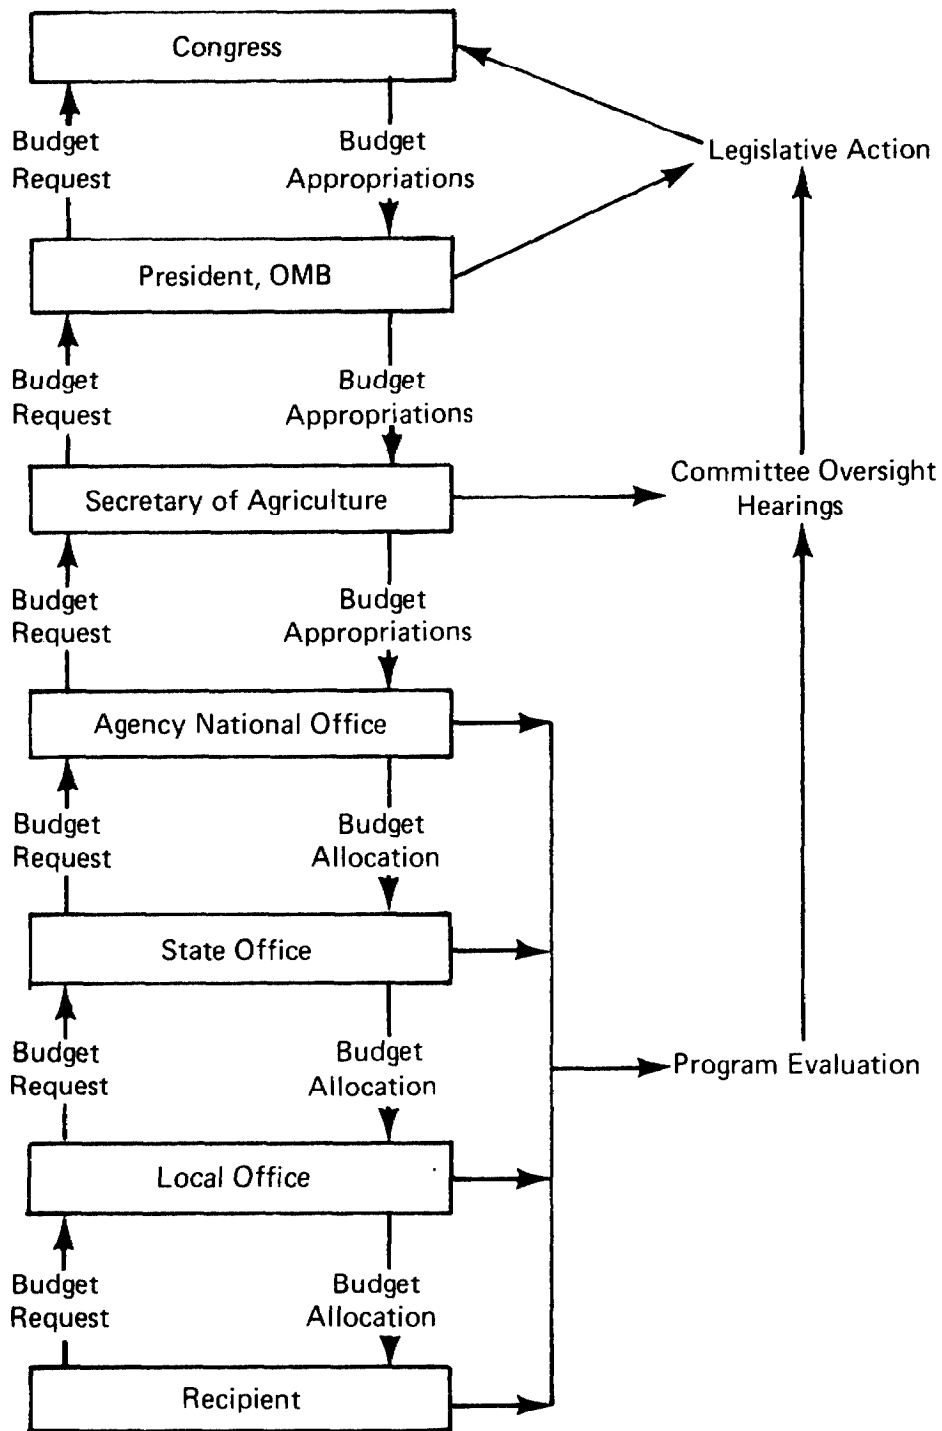 Congress
Budget
Request
Budget
Appropriations
Legislative Action
President, OMB
Budget
Request
Budget
Appropriations
Secretary of Agriculture
Committee Oversight
Hearings
Budget
Request
Budget
Appropriations
Agency National Office
Budget
Request
Budget
Allocation
State Office
Budget
Request
Budget
Allocation
Program Evaluation
Local Office
Budget
Request
Budget
Allocation
Recipient